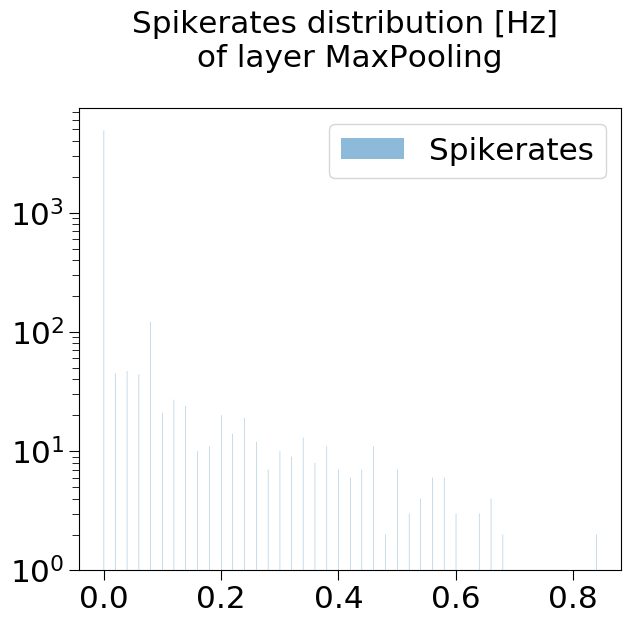 Spikerates distribution [Hz]
of layer MaxPooling
Spikerates
10³
10²
10¹
10⁰
0.0 0.2 0.4 0.6 0.8